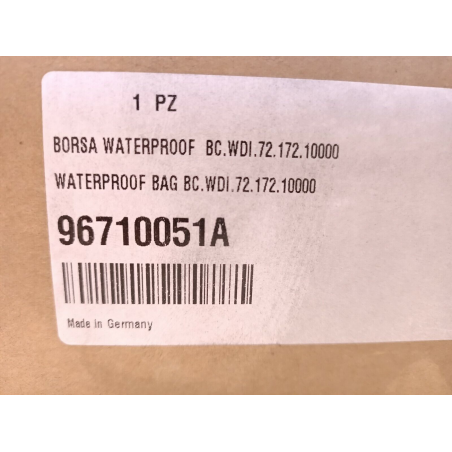 1 PZ
BORSA WATERPROOF BC.WDI.72.172.10000
WATERPROOF BAG BC.WDI.72.172.10000
96710051A
Made in Germany